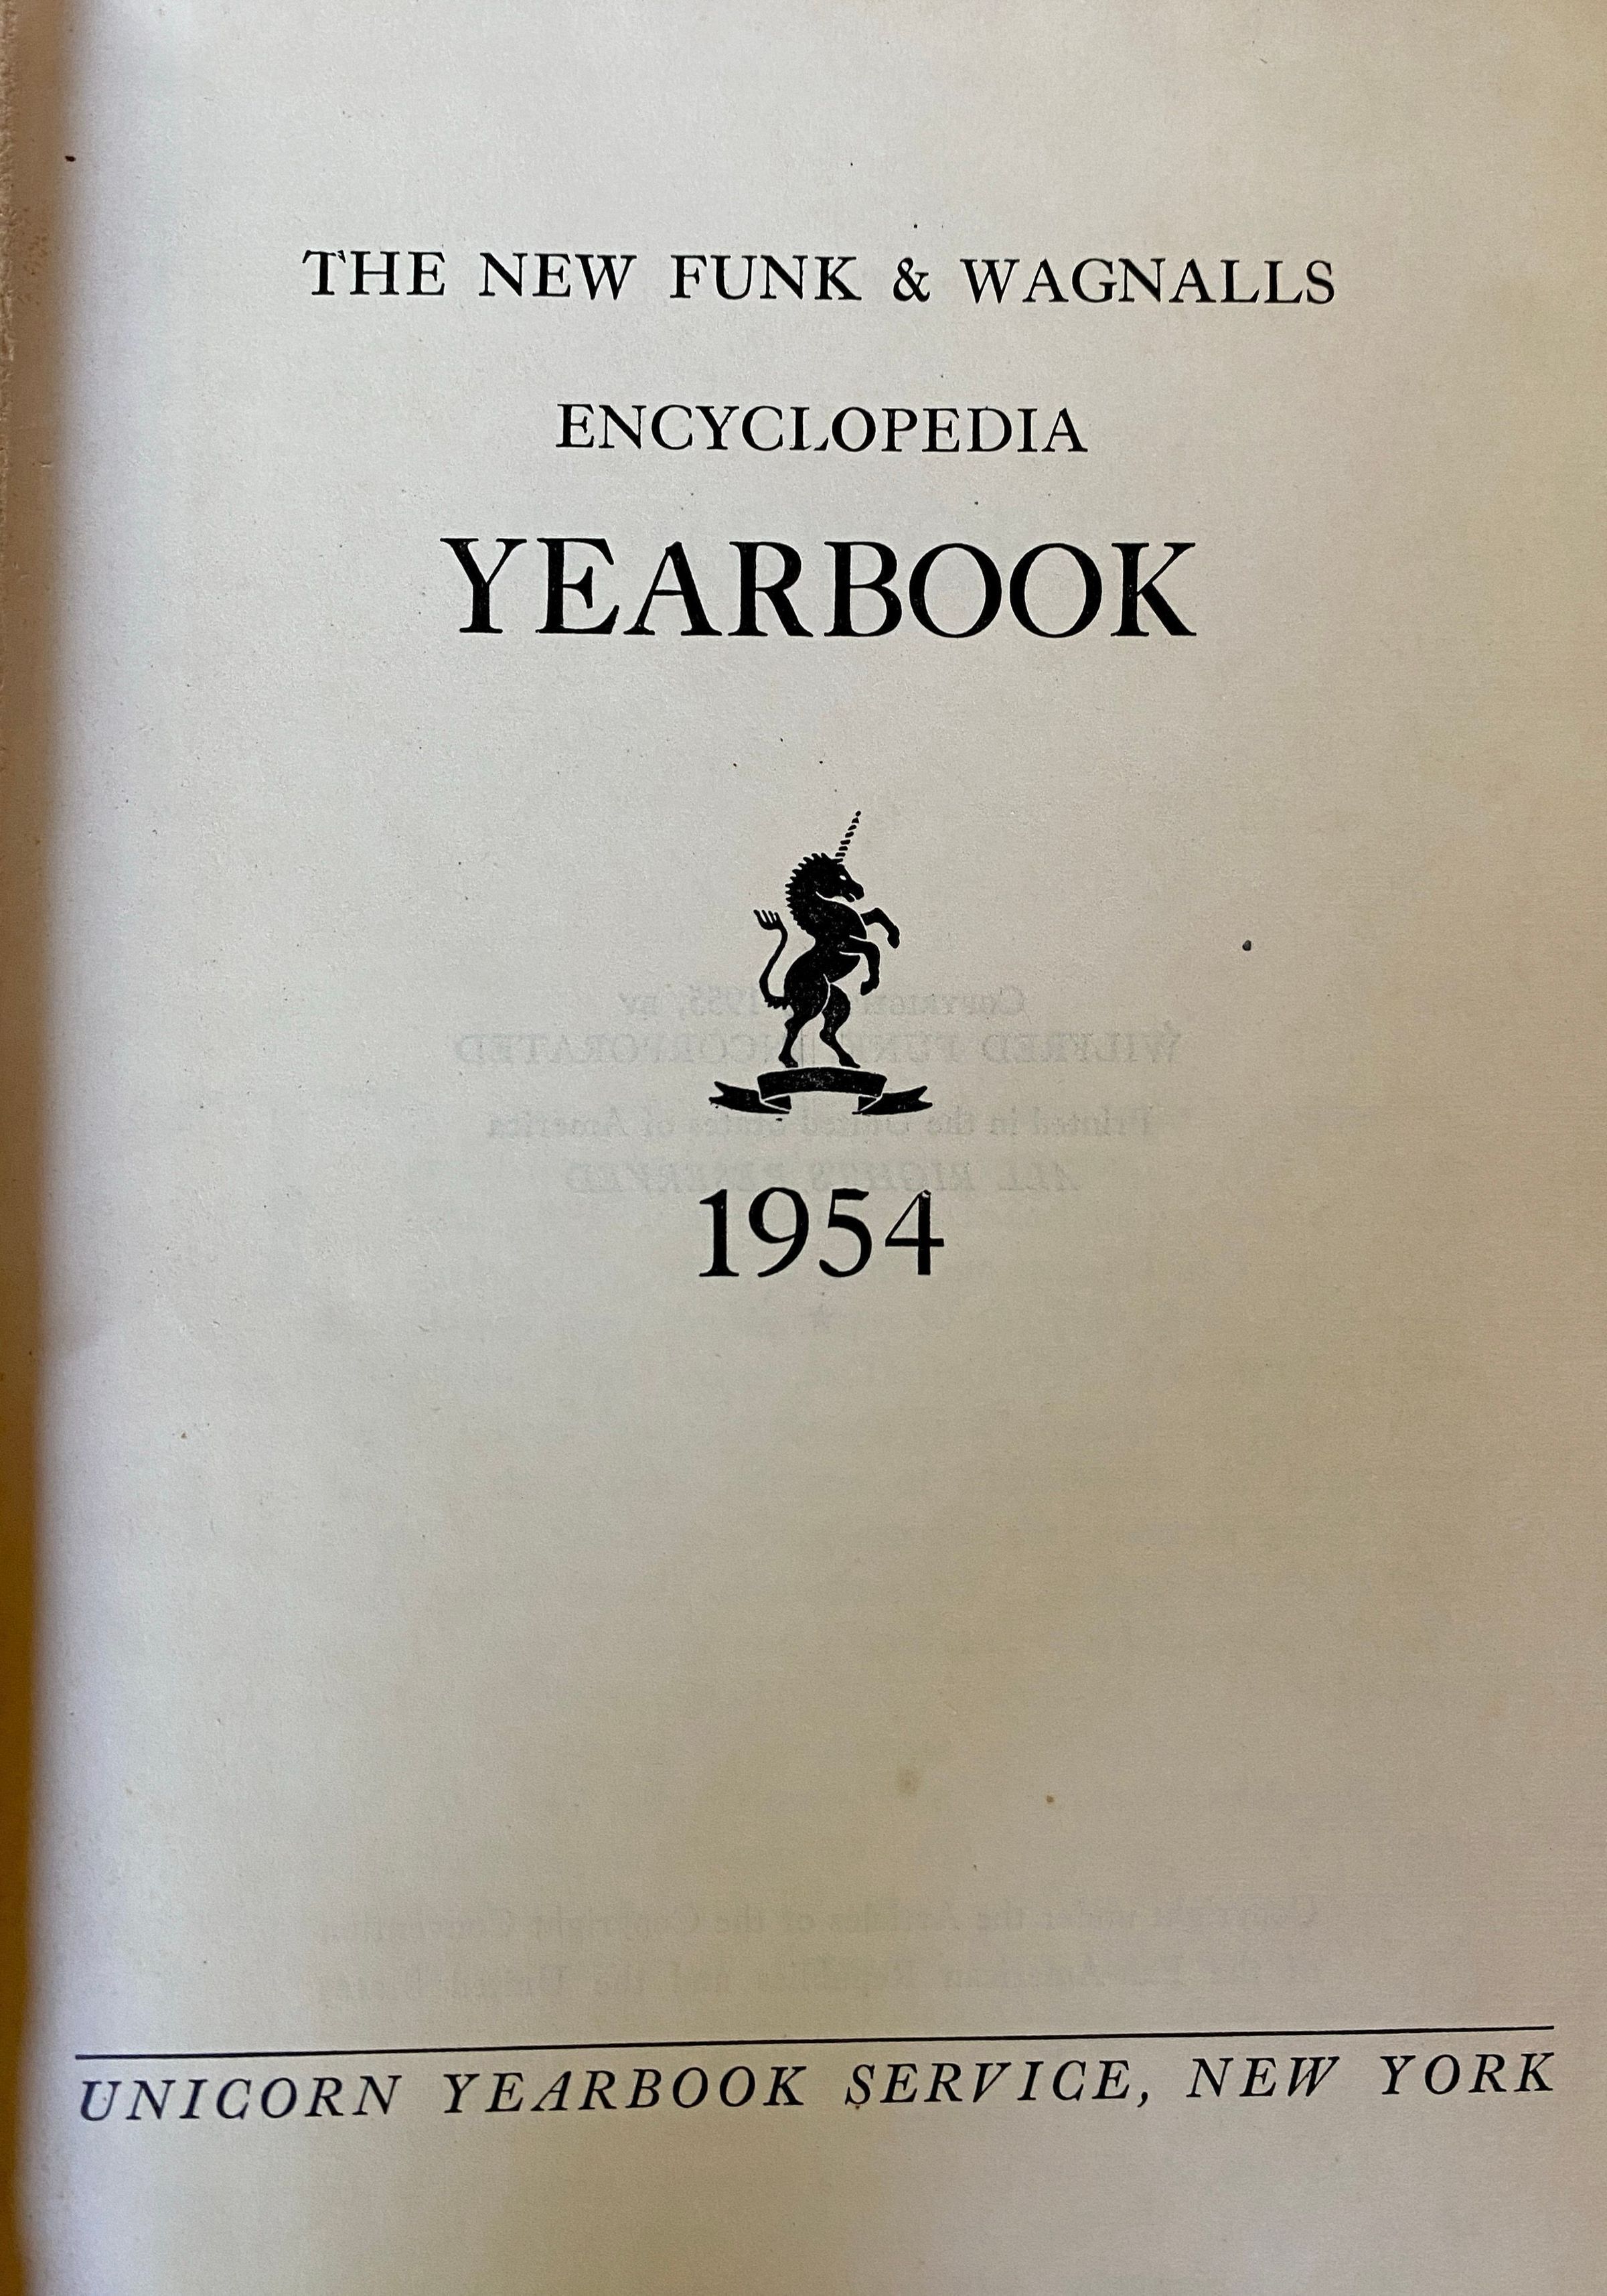 THE NEW FUNK & WAGNALLS
ENCYCLOPEDIA
YEARBOOK
1954
UNICORN YEARBOOK SERVICE, NEW YORK